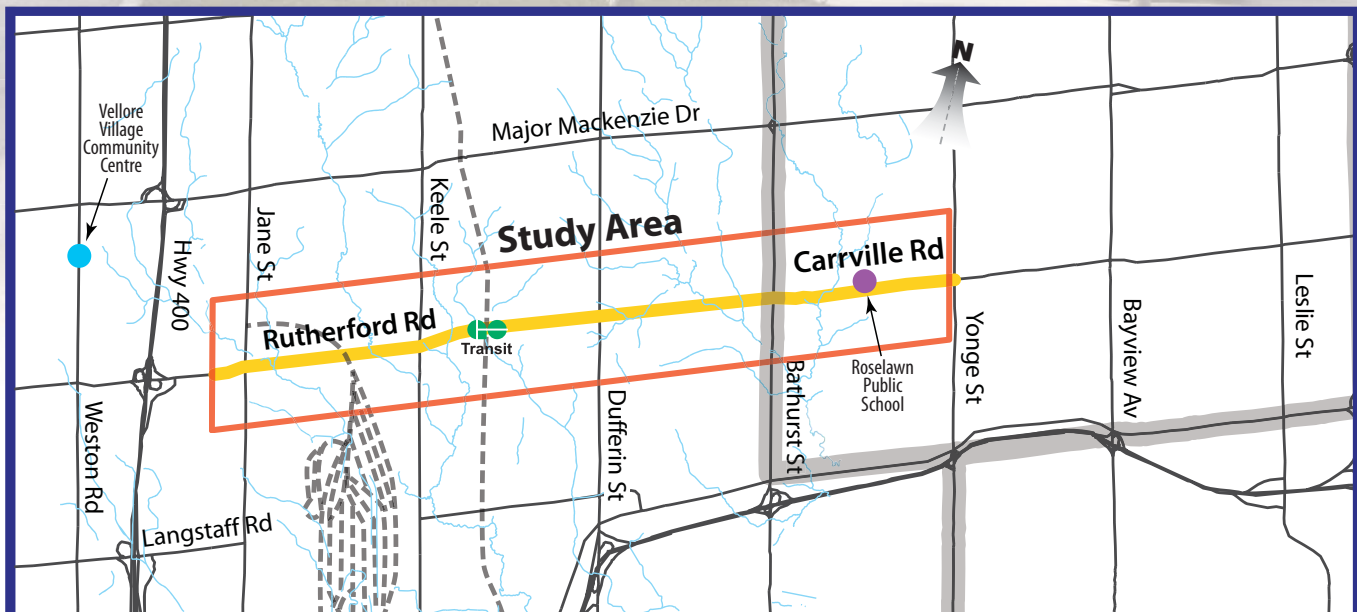 N
Vellore
Village
Community
Centre
Major Mackenzie Dr
Hwy 400
Jane St
Keele St
Study Area
Carrville Rd
Rutherford Rd
Transit
Roselawn
Public
School
Weston Rd
Dufferin St
Bathurst St
Yonge St
Bayview Av
Leslie St
Langstaff Rd